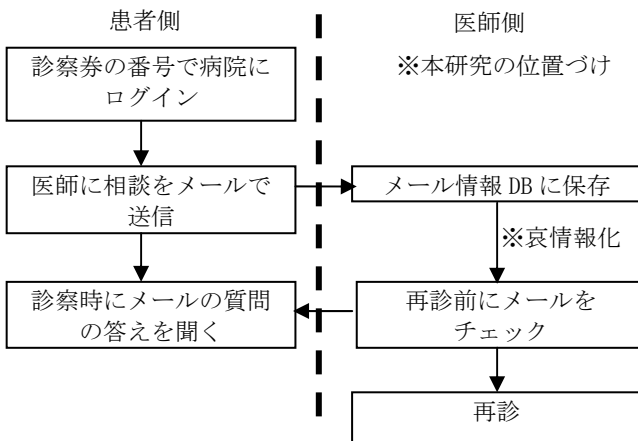 患者側
医師側
診察券の番号で病院に
ログイン
※本研究の位置づけ
医師に相談をメールで
送信
メール情報 DB に保存
※哀情報化
診察時にメールの質問
の答えを聞く
再診前にメールを
チェック
再診